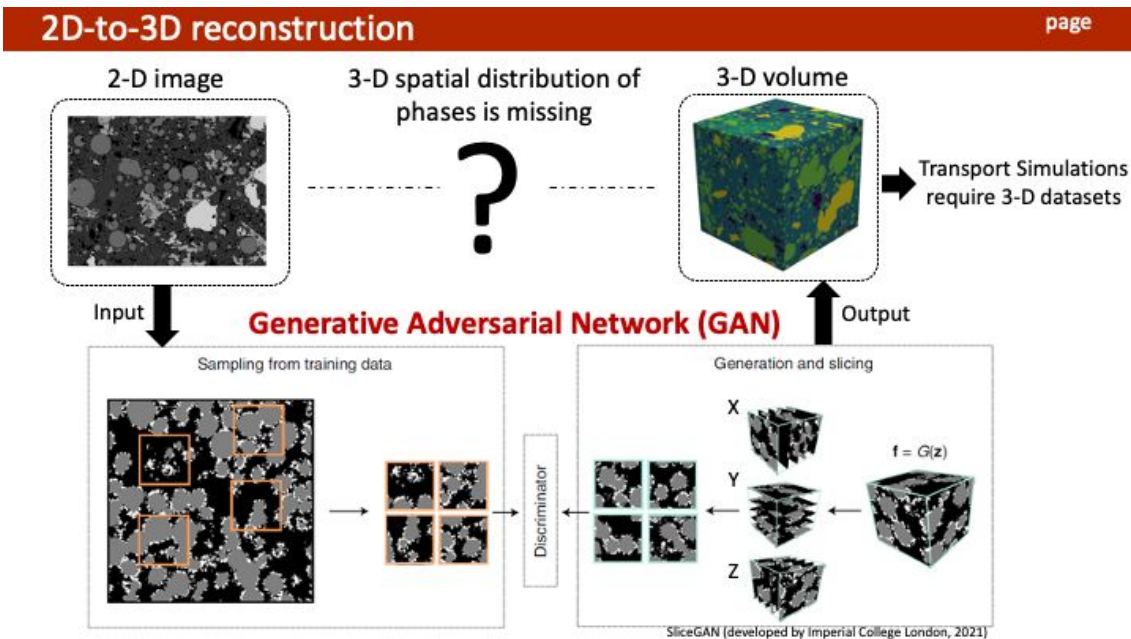 2D-to-3D reconstruction
page
2-D image
3-D spatial distribution of
phases is missing
3-D volume
?
Transport Simulations
require 3-D datasets
Input
Generative Adversarial Network (GAN)
Output
Sampling from training data
Generation and slicing
X
f = G(z)
Y
Discriminator
Z
SliceGAN (developed by Imperial College London, 2021)